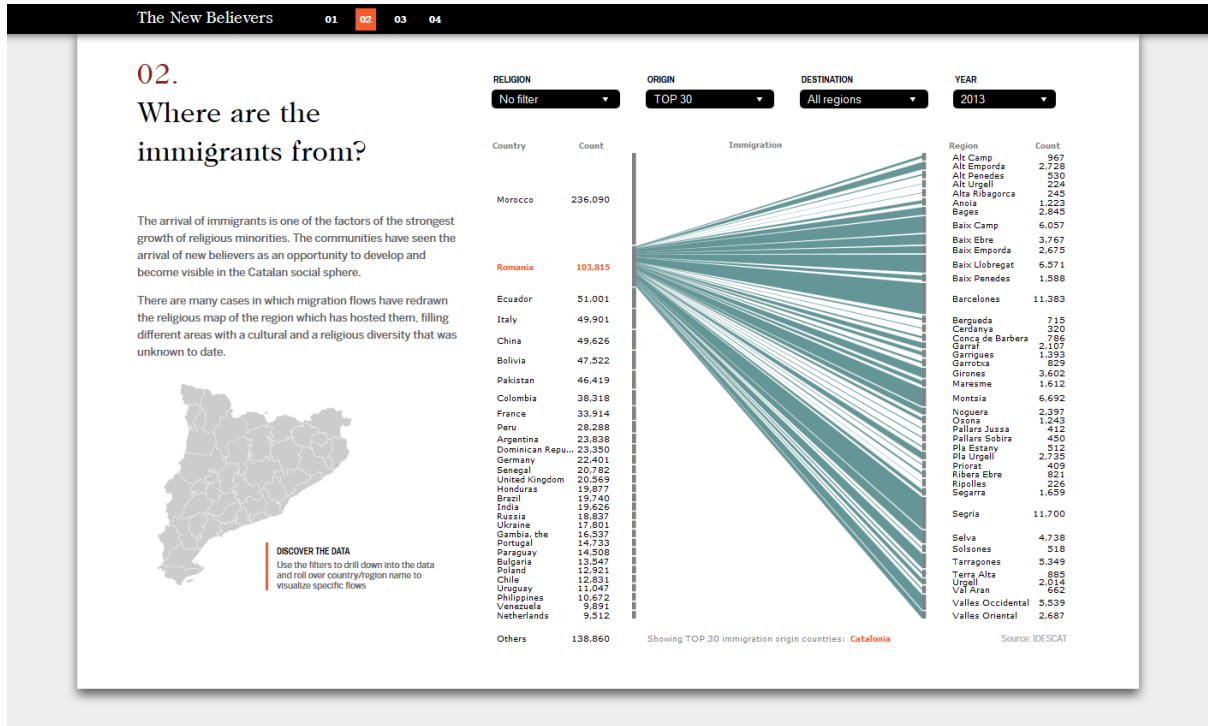 The New Believers 01 02 03 04
02.
Where are the
immigrants from?
The arrival of immigrants is one of the factors of the strongest
growth of religious minorities. The communities have seen the
arrival of new believers as an opportunity to develop and
become visible in the Catalan social sphere.
There are many cases in which migration flows have redrawn
the religious map of the region which has hosted them, filling
different areas with a cultural and a religious diversity that was
unknown to date.
DISCOVER THE DATA
Use the filters to drill down into the data
and roll over country/region name to
visualize specific flows
RELIGION ORIGIN DESTINATION YEAR
No filter TOP 30 All regions 2013
Country Count Immigration Region Count
Morocco 236,090
Romania 103,815
Ecuador 51,001
Italy 49,901
China 49,626
Bolivia 47,522
Pakistan 46,419
Colombia 38,318
France 33,914
Peru 28,288
Argentina 23,838
Dominican Repu... 23,350
Germany 22,401
Senegal 20,782
United Kingdom 20,569
Honduras 19,877
Brazil 19,740
India 19,626
Russia 18,837
Ukraine 17,801
Gambia, the 16,537
Portugal 14,733
Paraguay 14,508
Bulgaria 13,547
Poland 12,921
Chile 12,831
Uruguay 11,047
Philippines 10,672
Venezuela 9,891
Netherlands 9,512
Others 138,860
Alt Camp 967
Alt Emporda 2,728
Alt Penedes 530
Alt Urgell 224
Alta Ribagorca 245
Anoia 1,223
Bages 2,845
Baix Camp 6,057
Baix Ebre 3,767
Baix Emporda 2,675
Baix Llobregat 6,571
Baix Penedes 1,588
Barcelones 11,383
Bergueda 715
Cerdanya 320
Conca de Barbera 786
Garraf 2,107
Garrigues 1,393
Garrotxa 829
Girones 3,602
Maresme 1,612
Montsia 6,692
Noguera 2,397
Osona 1,243
Pallars Jussa 412
Pallars Sobira 450
Pla Estany 512
Pla Urgell 2,735
Priorat 409
Ribera Ebre 821
Ripolles 226
Segarra 1,659
Segria 11,700
Selva 4,738
Solsones 518
Tarragones 5,349
Terra Alta 885
Urgell 2,014
Val Aran 662
Valles Occidental 5,539
Valles Oriental 2,687
Showing TOP 30 immigration origin countries: Catalonia
Source: IDESCAT